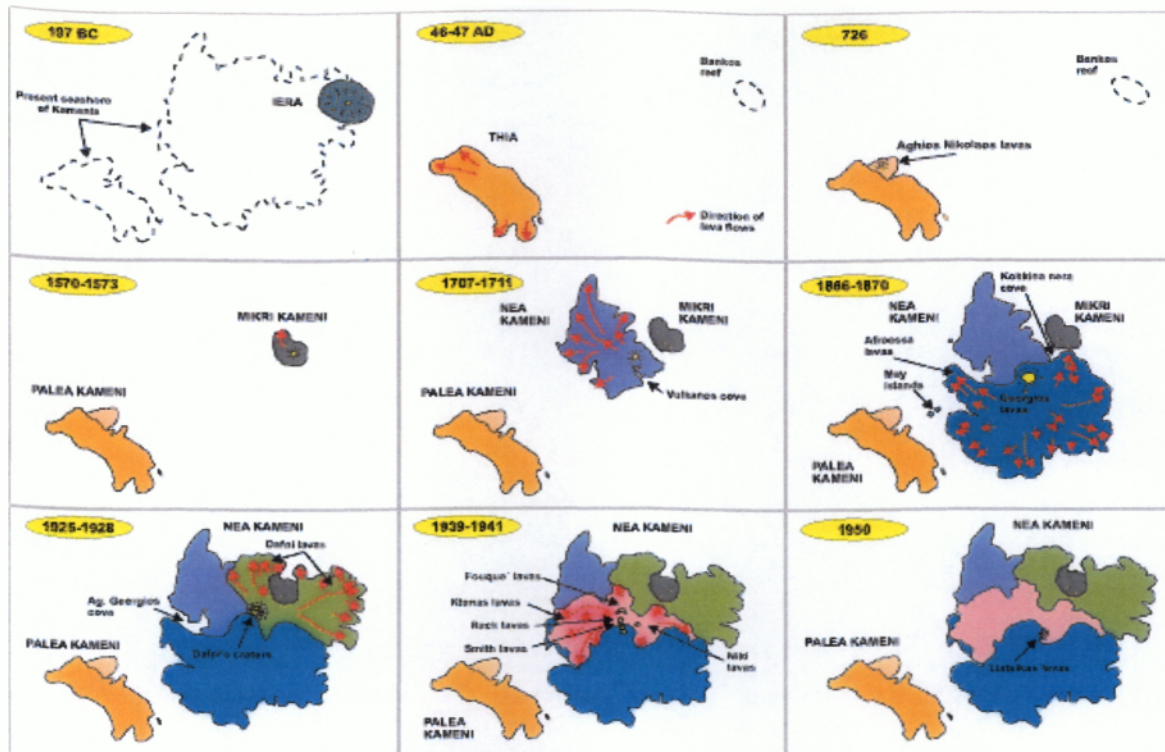 197 BC
Present seashore
of Kamenis
IERA
46-47 AD
Bankos
reef
THIA
Direction of
lava flows
726
Bankos
reef
Aghios Nikolaos lavas
1570-1573
MIKRI KAMENI
PALEA KAMENI
1707-1711
NEA
KAMENI
MIKRI
KAMENI
Vulkanos cove
PALEA KAMENI
1866-1870
Kokkina nera
cove
NEA
KAMENI
MIKRI
KAMENI
Afroessa
lavas
May
islands
Georgios
lavas
PALEA
KAMENI
1925-1928
NEA KAMENI
Dafni lavas
Ag. Georgios
cove
craters
PALEA KAMENI
1939-1941
NEA KAMENI
Fouque' lavas
Ktenas lavas
Reck lavas
Smith lavas
Niki
lavas
PALEA
KAMENI
1950
NEA KAMENI
PALEA KAMENI
Liatsikas lavas